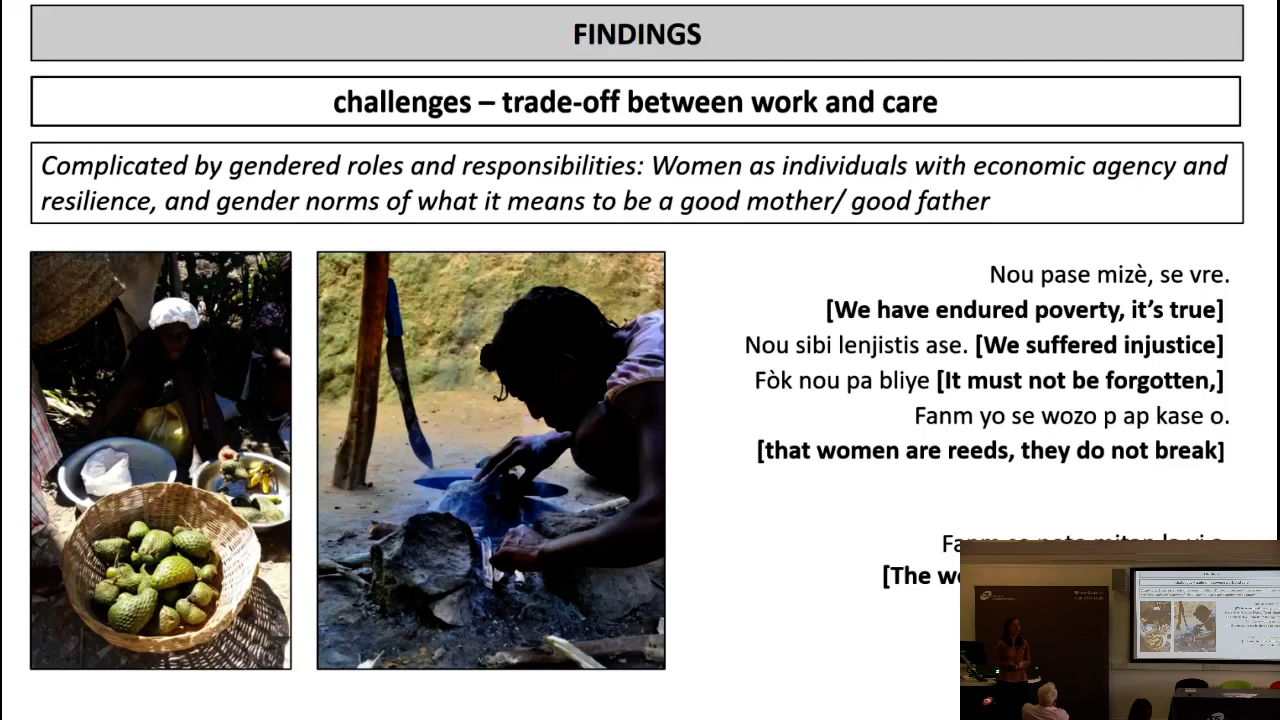 FINDINGS
challenges – trade-off between work and care
Complicated by gendered roles and responsibilities: Women as individuals with economic agency and
resilience, and gender norms of what it means to be a good mother/ good father
Nou pase mizè, se vre.
[We have endured poverty, it’s true]
Nou sibi lenjistis ase. [We suffered injustice]
Fòk nou pa bliye [It must not be forgotten,]
Fanm yo se wozo p ap kase o.
[that women are reeds, they do not break]
[The